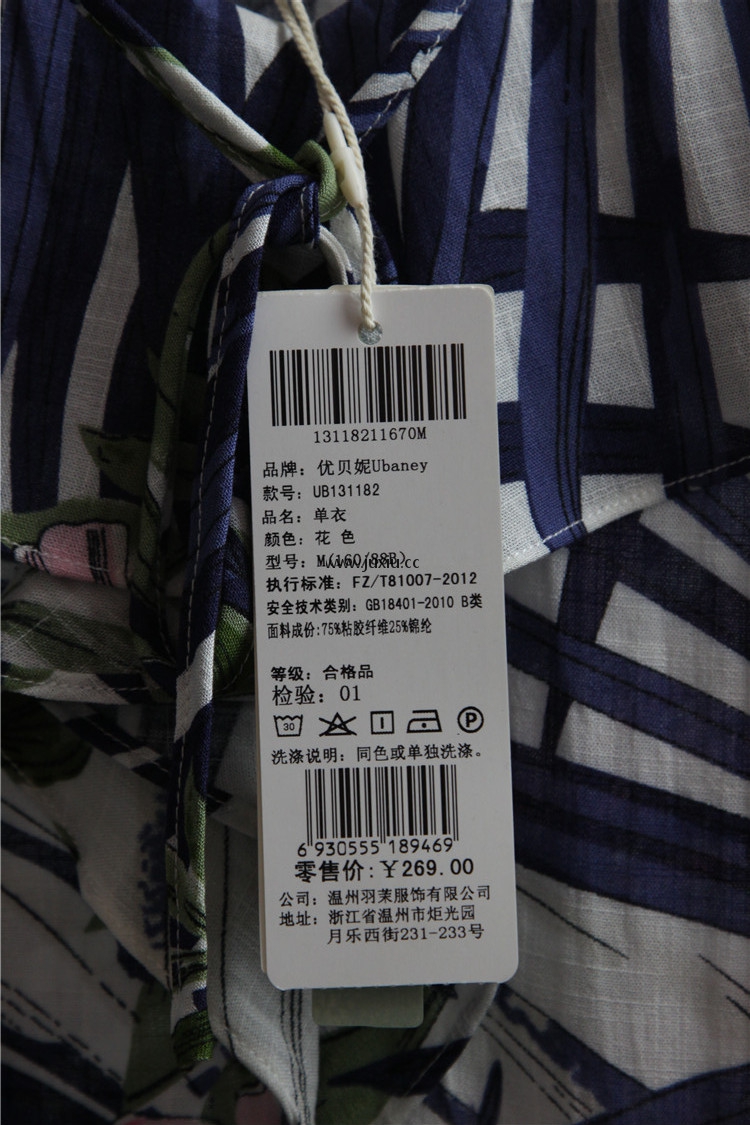 13118211670M
品牌：优贝妮Ubaney
款号：UB131182
品名：单衣
颜色：花 色
型号：M(160/88B)
www.juxiu.cc
执行标准：FZ/T81007-2012
安全技术类别：GB18401-2010 B类
面料成份:75%粘胶纤维25%锦纶
等级：合格品
检验：01
30
P
洗涤说明：同色或单独洗涤。
6 930555 189469
零售价:￥269.00
公司：温州羽茉服饰有限公司
地址：浙江省温州市炬光园
月乐西街231-233号